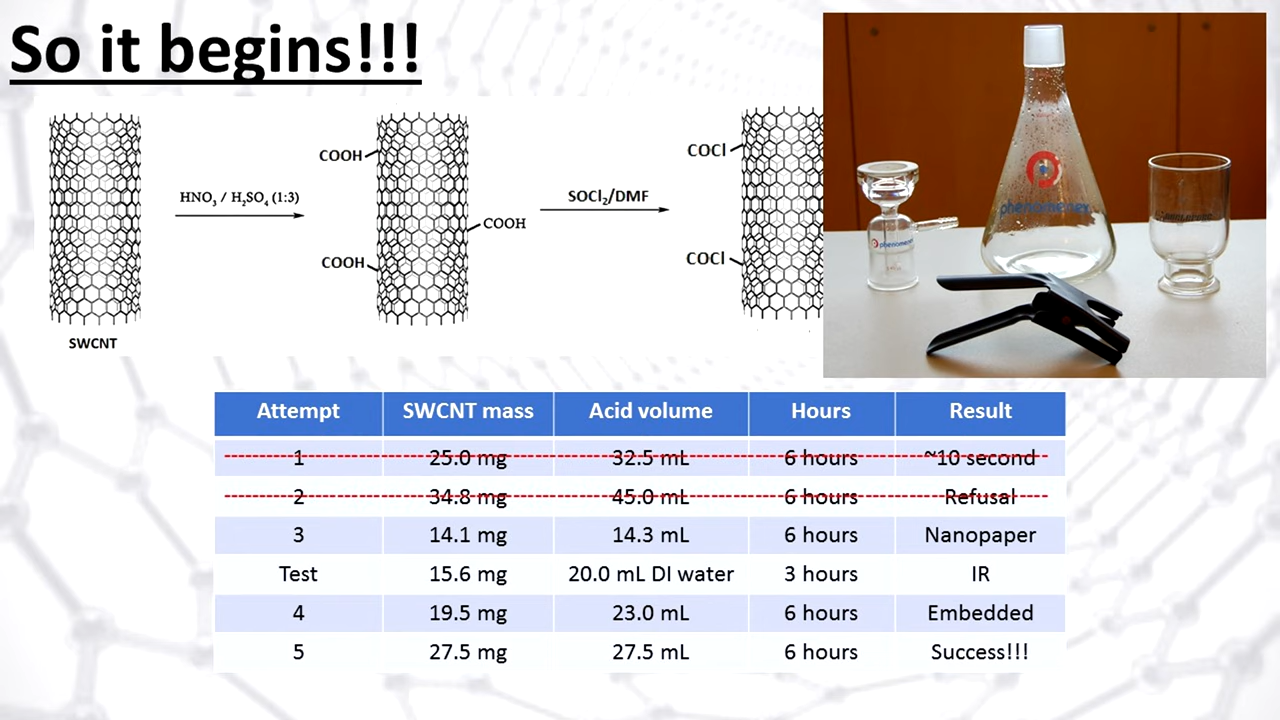 So it begins!!!
COOH
HNO3 / H2SO4 (1:3)
COOH
COOH
SWCNT
SOCl2/DMF
COCl
COCl
phenomenex
phenomenex
Attempt SWCNT mass Acid volume Hours Result
1 25.0 mg 32.5 mL 6 hours ~10 second
2 34.8 mg 45.0 mL 6 hours Refusal
3 14.1 mg 14.3 mL 6 hours Nanopaper
Test 15.6 mg 20.0 mL DI water 3 hours IR
4 19.5 mg 23.0 mL 6 hours Embedded
5 27.5 mg 27.5 mL 6 hours Success!!!